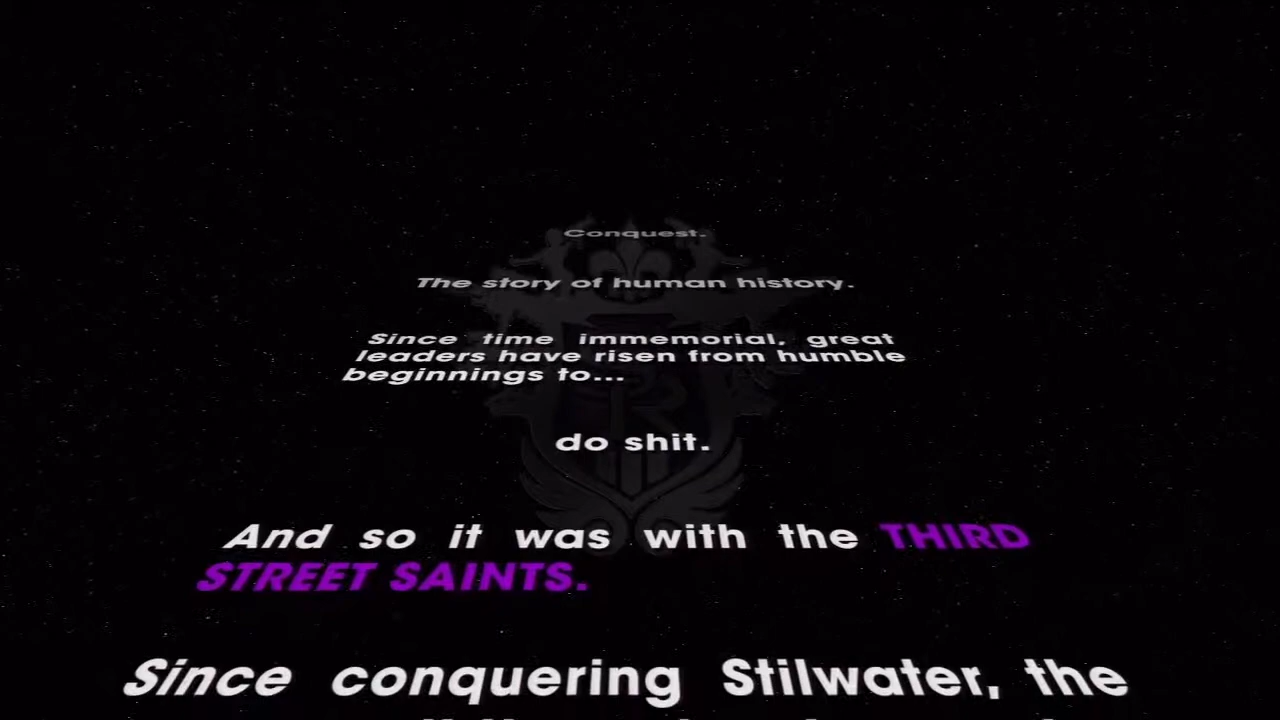 Conquest.
The story of human history.
Since time immemorial, great
leaders have risen from humble
beginnings to...
do shit.
And so it was with the THIRD
STREET SAINTS.
Since conquering Stilwater, the